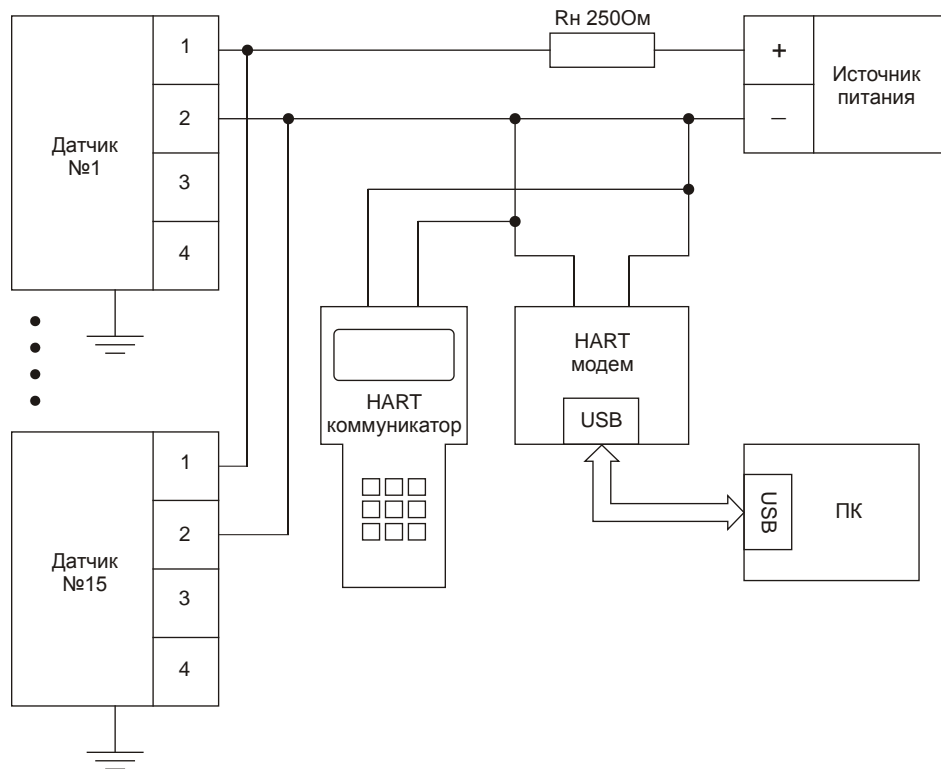 Rн 250Ом
1
2
3
4
Датчик
№1
+
–
Источник
питания
HART
коммуникатор
HART
модем
USB
USB
ПК
1
2
3
4
Датчик
№15